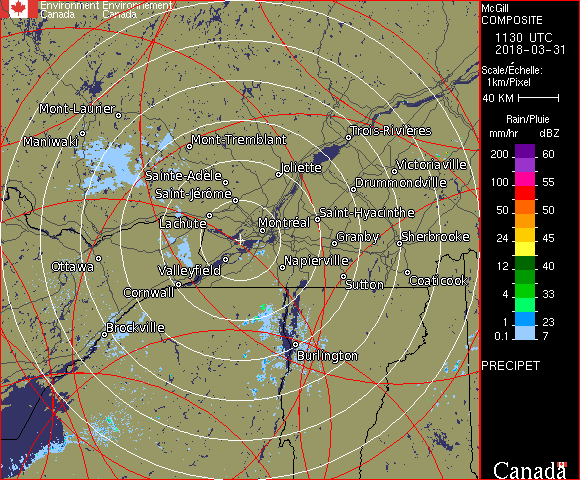 Environment Environnement
Canada Canada
McGill
COMPOSITE
1130 UTC
2018-03-31
Scale/Échelle:
1km/Pixel
40 KM
Rain/Pluie
mm/hr dBZ
200 60
100 55
50 50
24 45
12 40
4 33
1 23
0.1 7
PRECIPET
Canada
Mont-Laurier
Maniwaki
Mont-Tremblant
Trois-Rivières
Sainte-Adèle
Joliette
Victoriaville
Saint-Jérôme
Drummondville
Lachute
Montréal
Saint-Hyacinthe
Granby
Sherbrooke
Ottawa
Valleyfield
Napierville
Cornwall
Sutton
Coaticook
Brockville
Burlington